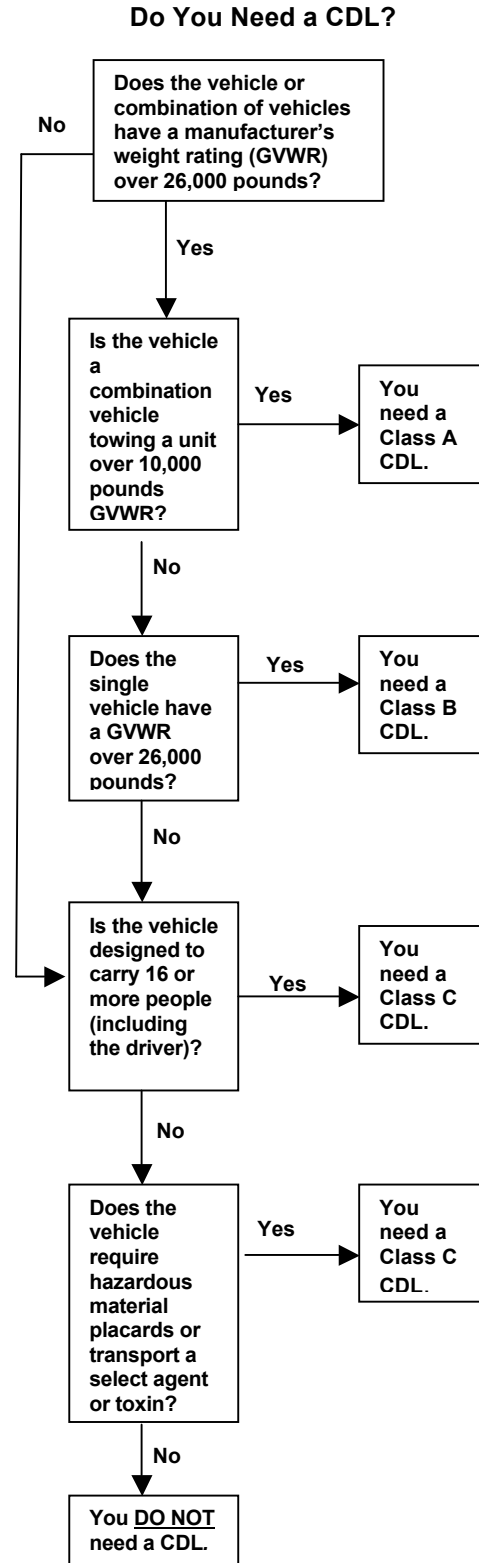 Do You Need a CDL?
Does the vehicle or
combination of vehicles
have a manufacturer's
weight rating (GVWR)
over 26,000 pounds?
No
Yes
Is the vehicle
a
combination
vehicle
towing a unit
over 10,000
pounds
GVWR?
Yes
You
need a
Class A
CDL.
No
Does the
single
vehicle have
a GVWR
over 26,000
pounds?
Yes
You
need a
Class B
CDL.
No
Is the vehicle
designed to
carry 16 or
more people
(including
the driver)?
Yes
You
need a
Class C
CDL.
No
Does the
vehicle
require
hazardous
material
placards or
transport a
select agent
or toxin?
Yes
You
need a
Class C
CDL.
No
You DO NOT
need a CDL.